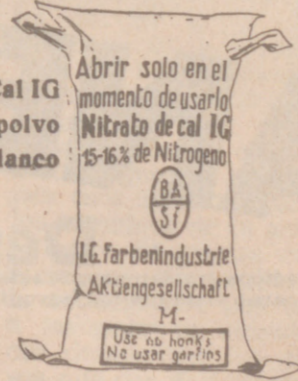 Cal IG
polvo
lanco
Abrir solo en el
momento de usarlo
Nitrato de cal IG
15-16% de Nitrogeno
BA
SF
I.G. Farbenindustrie
Aktiengesellschaft
M-
Use no honks
No usar garfins